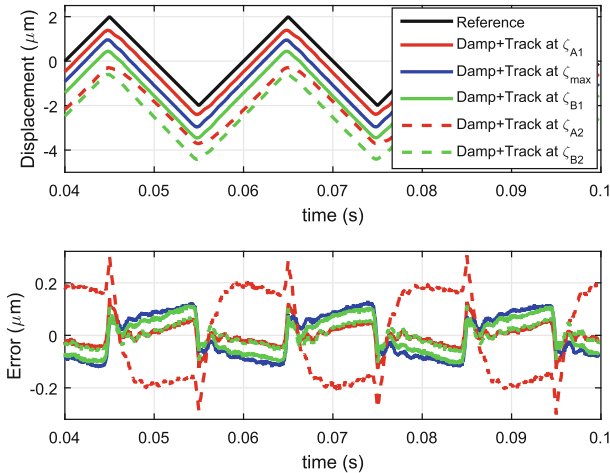 Displacement (μm)
2
0
-2
-4
Reference
Damp+Track at ζA1
Damp+Track at ζmax
Damp+Track at ζB1
Damp+Track at ζA2
Damp+Track at ζB2
0.04 0.05 0.06 0.07 0.08 0.09 0.1
time (s)
Error (μm)
0.2
0
-0.2
0.04 0.05 0.06 0.07 0.08 0.09 0.1
time (s)